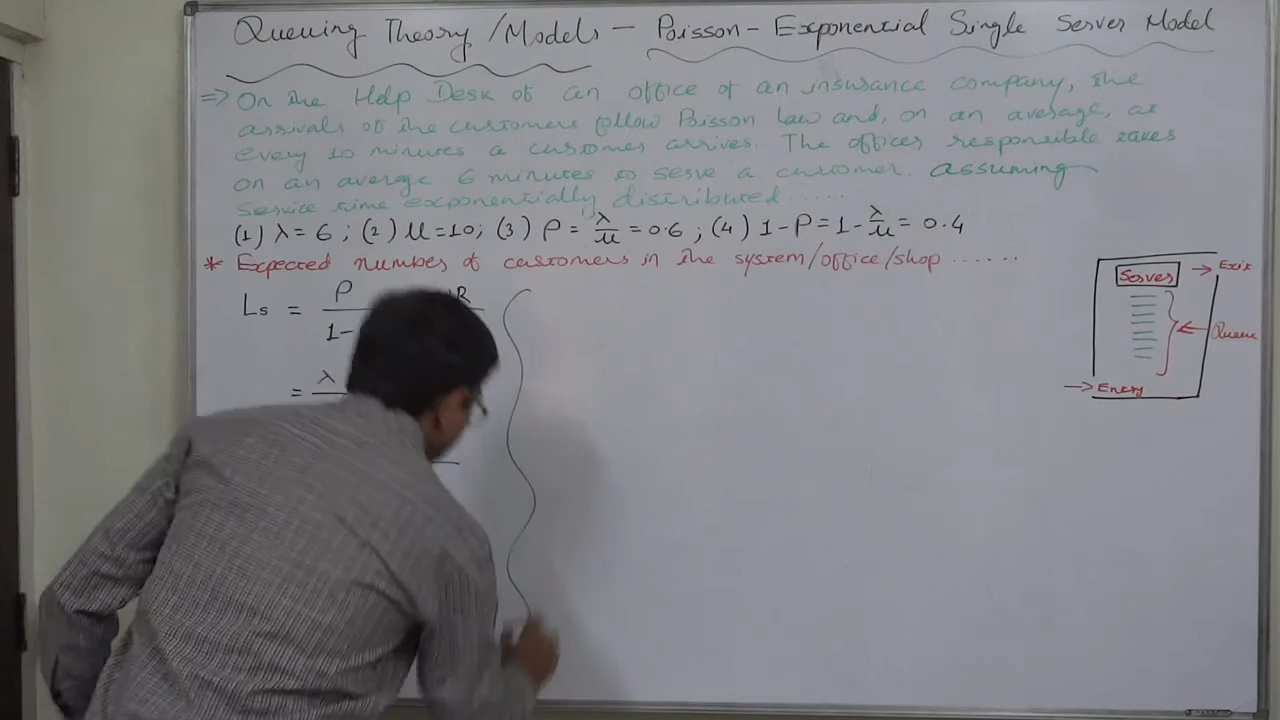 Queuing Theory/Models - Poisson-Exponential Single Server Model
=> On the Help Desk of an office of an insurance company, the
arrivals of the customers follow Poisson Law and, on an average, at
every 10 minutes a customer arrives. The officer responsible takes
on an average 6 minutes to serve a customer. assuming
service time exponentially distributed.....
(1) λ = 6 ; (2) μ = 10; (3) ρ = λ/μ = 0.6 ; (4) 1-ρ = 1-λ/μ = 0.4
* Expected number of customers in the system/office/shop ......
Ls = ρ
1-
R
= λ
Server
→ Exit
Queue
→ Entry